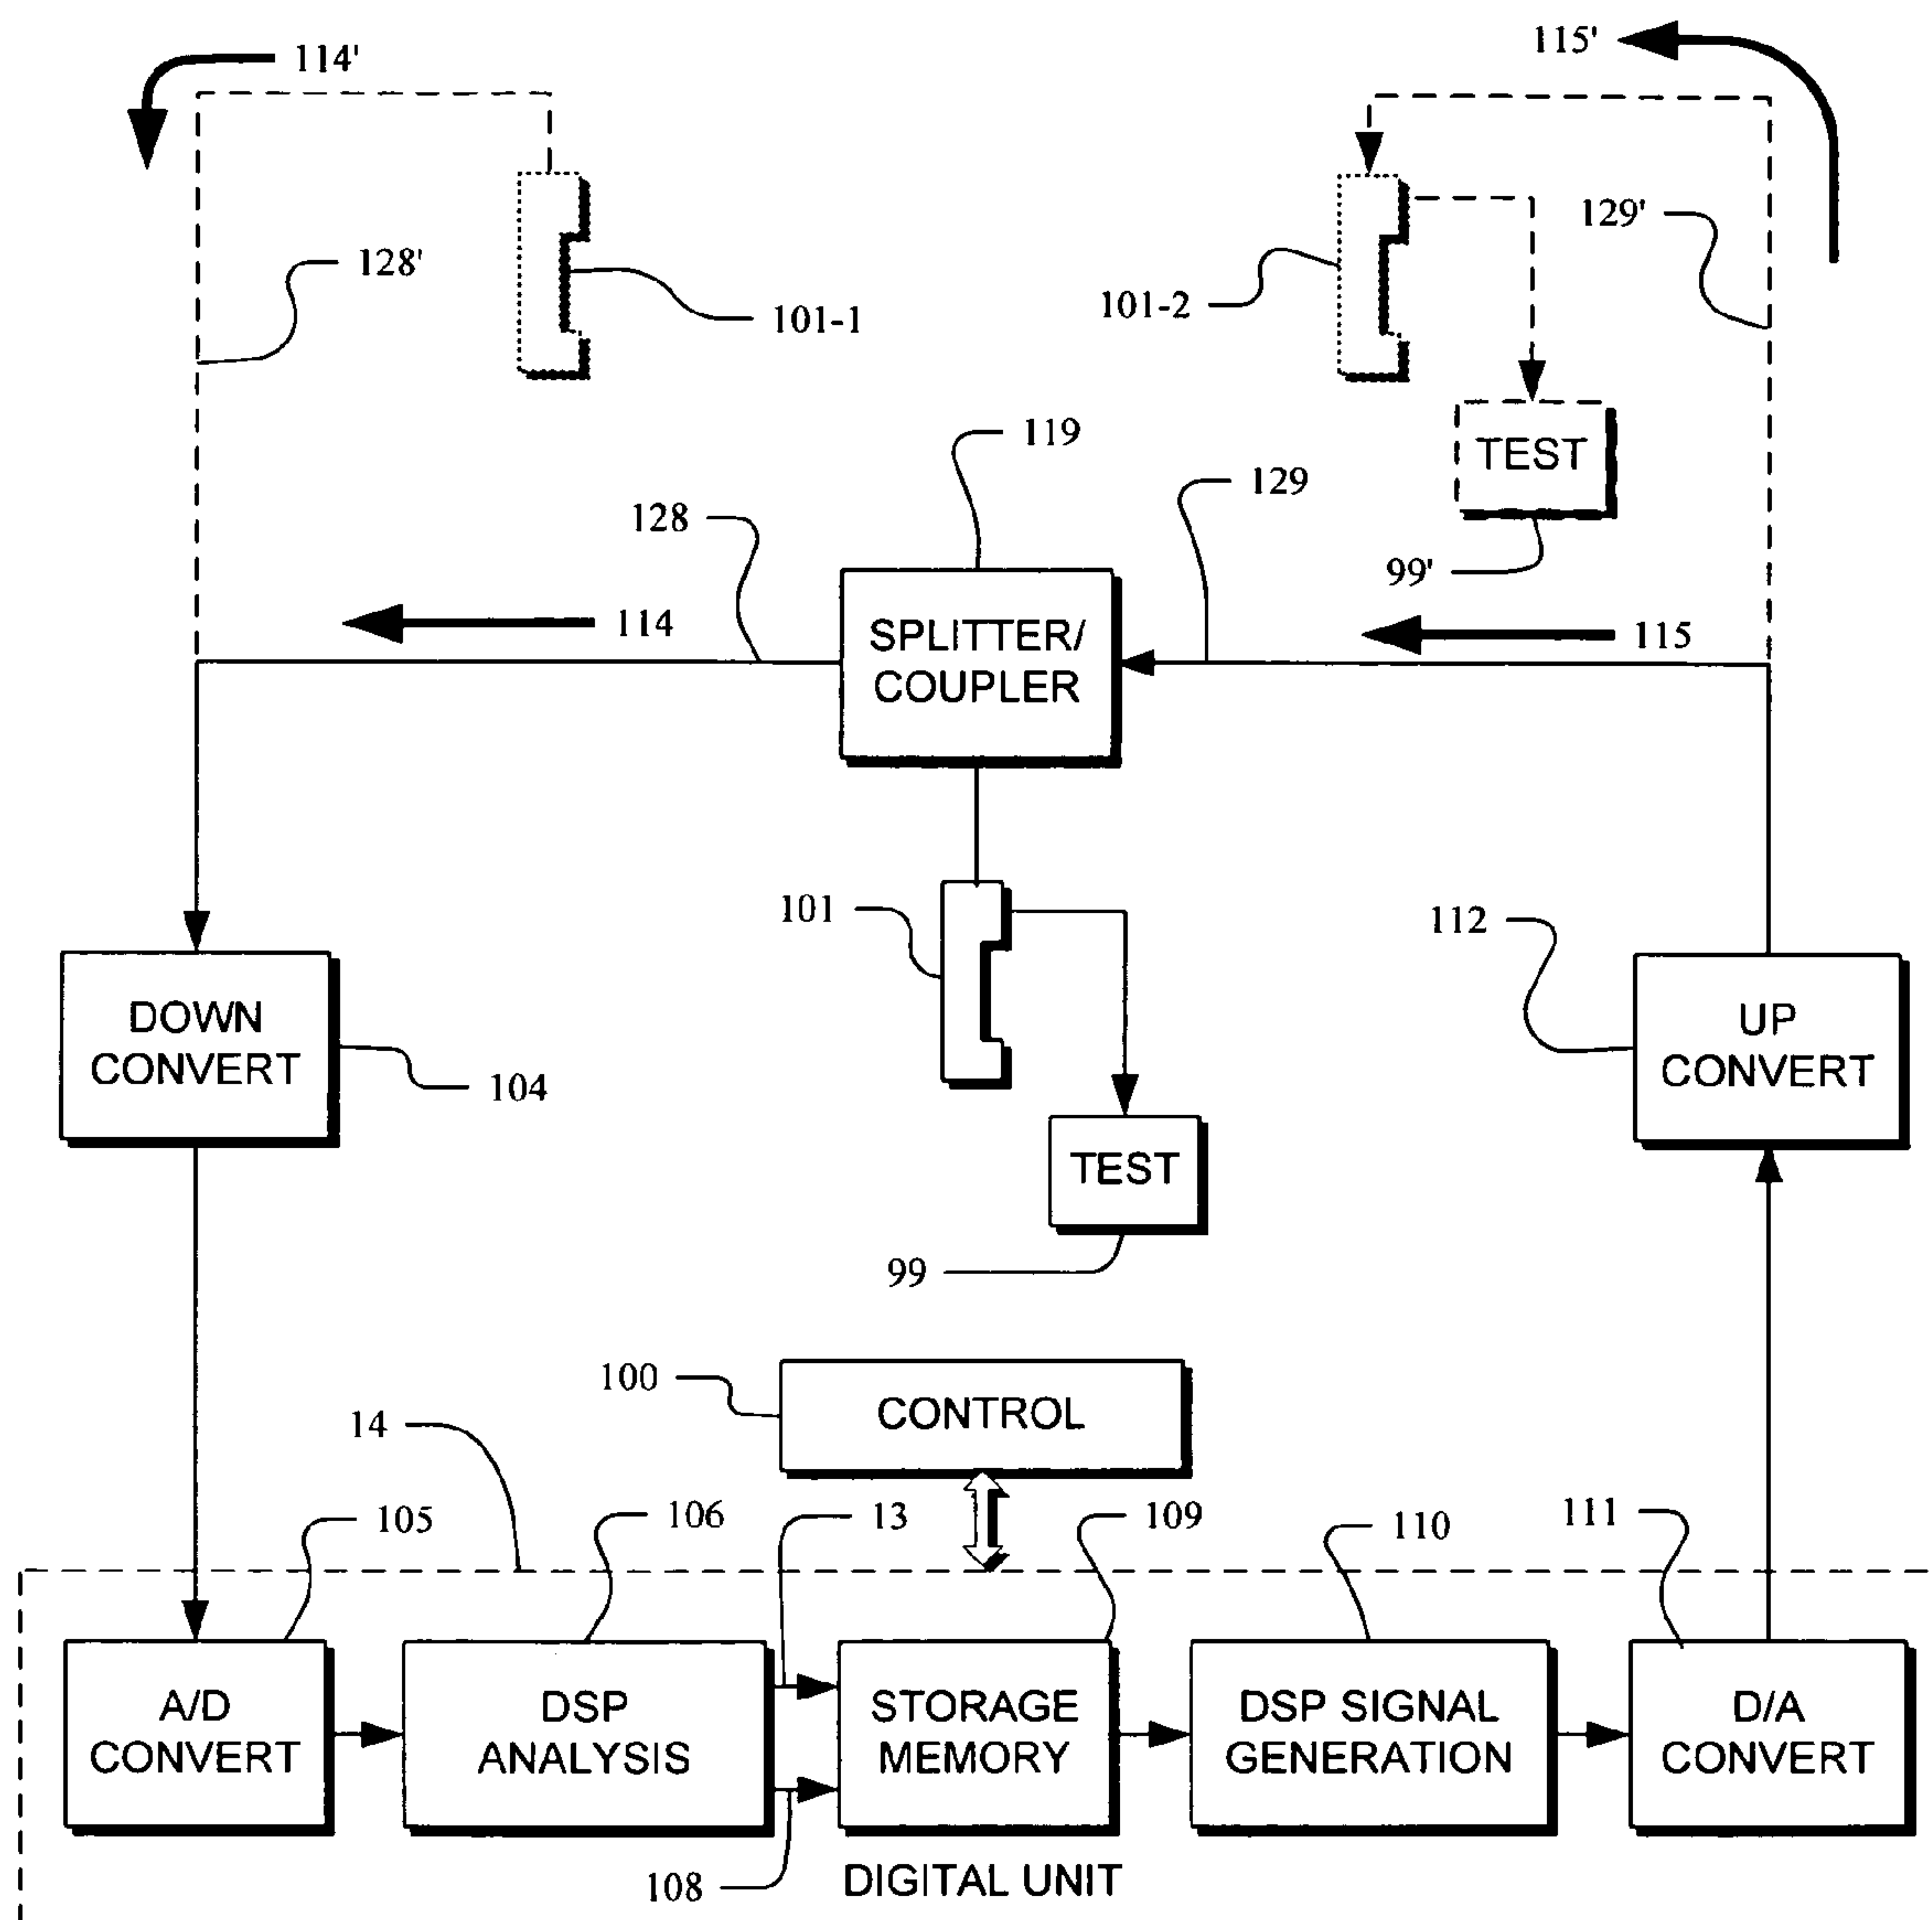 114'
115'
128'
129'
101-1
101-2
TEST
119
129
128
99'
114
115
SPLITTER/
COUPLER
101
112
DOWN
CONVERT
UP
CONVERT
104
TEST
99
100
CONTROL
14
105
106
13
109
110
111
A/D
CONVERT
DSP
ANALYSIS
STORAGE
MEMORY
DSP SIGNAL
GENERATION
D/A
CONVERT
108
DIGITAL UNIT